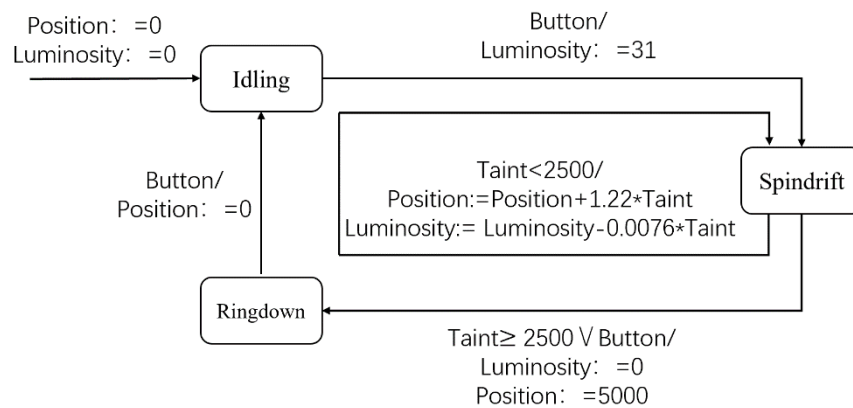 Position：=0
Luminosity：=0
Idling
Button/
Luminosity：=31
Taint<2500/
Position:=Position+1.22*Taint
Luminosity:= Luminosity-0.0076*Taint
Spindrift
Button/
Position：=0
Ringdown
Taint≥ 2500 ∨ Button/
Luminosity：=0
Position：=5000